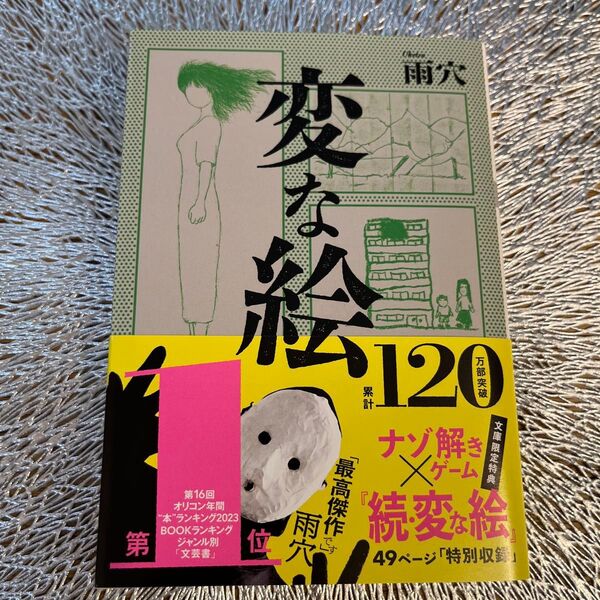 Uketsu
雨穴
変な絵
累計120万部突破
第1位
第16回
オリコン年間
"本"ランキング2023
BOOKランキング
ジャンル別
「文芸書」
「最高傑作です」
雨穴
文庫限定特典
ナゾ解き
×ゲーム
『続・変な絵』
49ページ「特別収録」